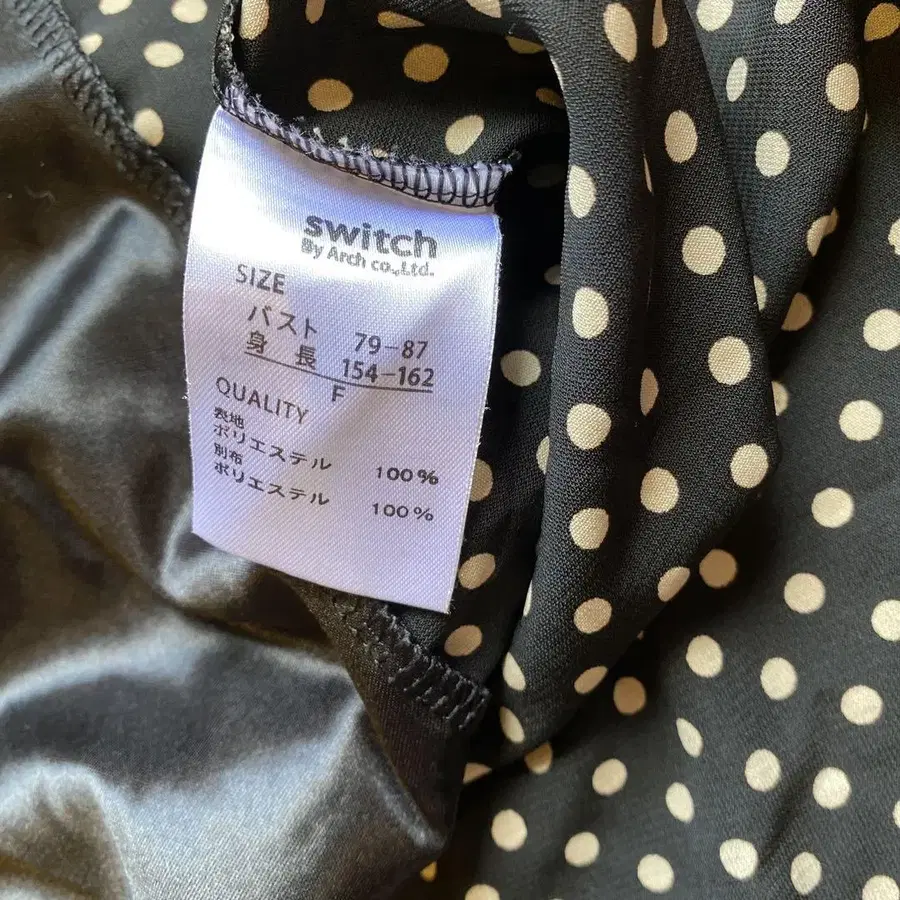 switch
By Arch co.,Ltd.
SIZE
バスト 79-87
身長 154-162
F
QUALITY
表地
ポリエステル 100%
別布
ポリエステル 100%